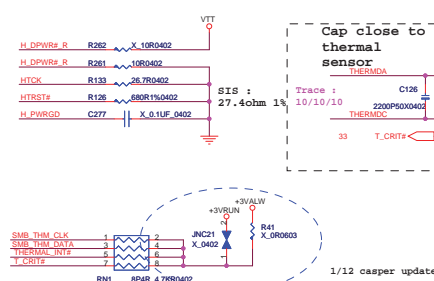 VTT
H_DPWR#_R R262 X_10R0402
H_DPWR#_R R261 10R0402
HTCK R133 26.7R0402
HTRST# R126 680R1%0402
H_PWRGD C277 X_0.1UF_0402
SIS :
27.4ohm 1%
Cap close to
thermal
sensor
THERMDA
Trace :
10/10/10
C126
2200P50X0402
THERMDC
33 T_CRIT#
+3VALW
+3VRUN
R41
X_0R0603
JNC21
X_0402
2
1
SMB_THM_CLK 1 2
SMB_THM_DATA 3 4
THERMAL_INT# 5 6
T_CRIT# 7 8
RN1 8P4R_4.7KR0402
1/12 casper update